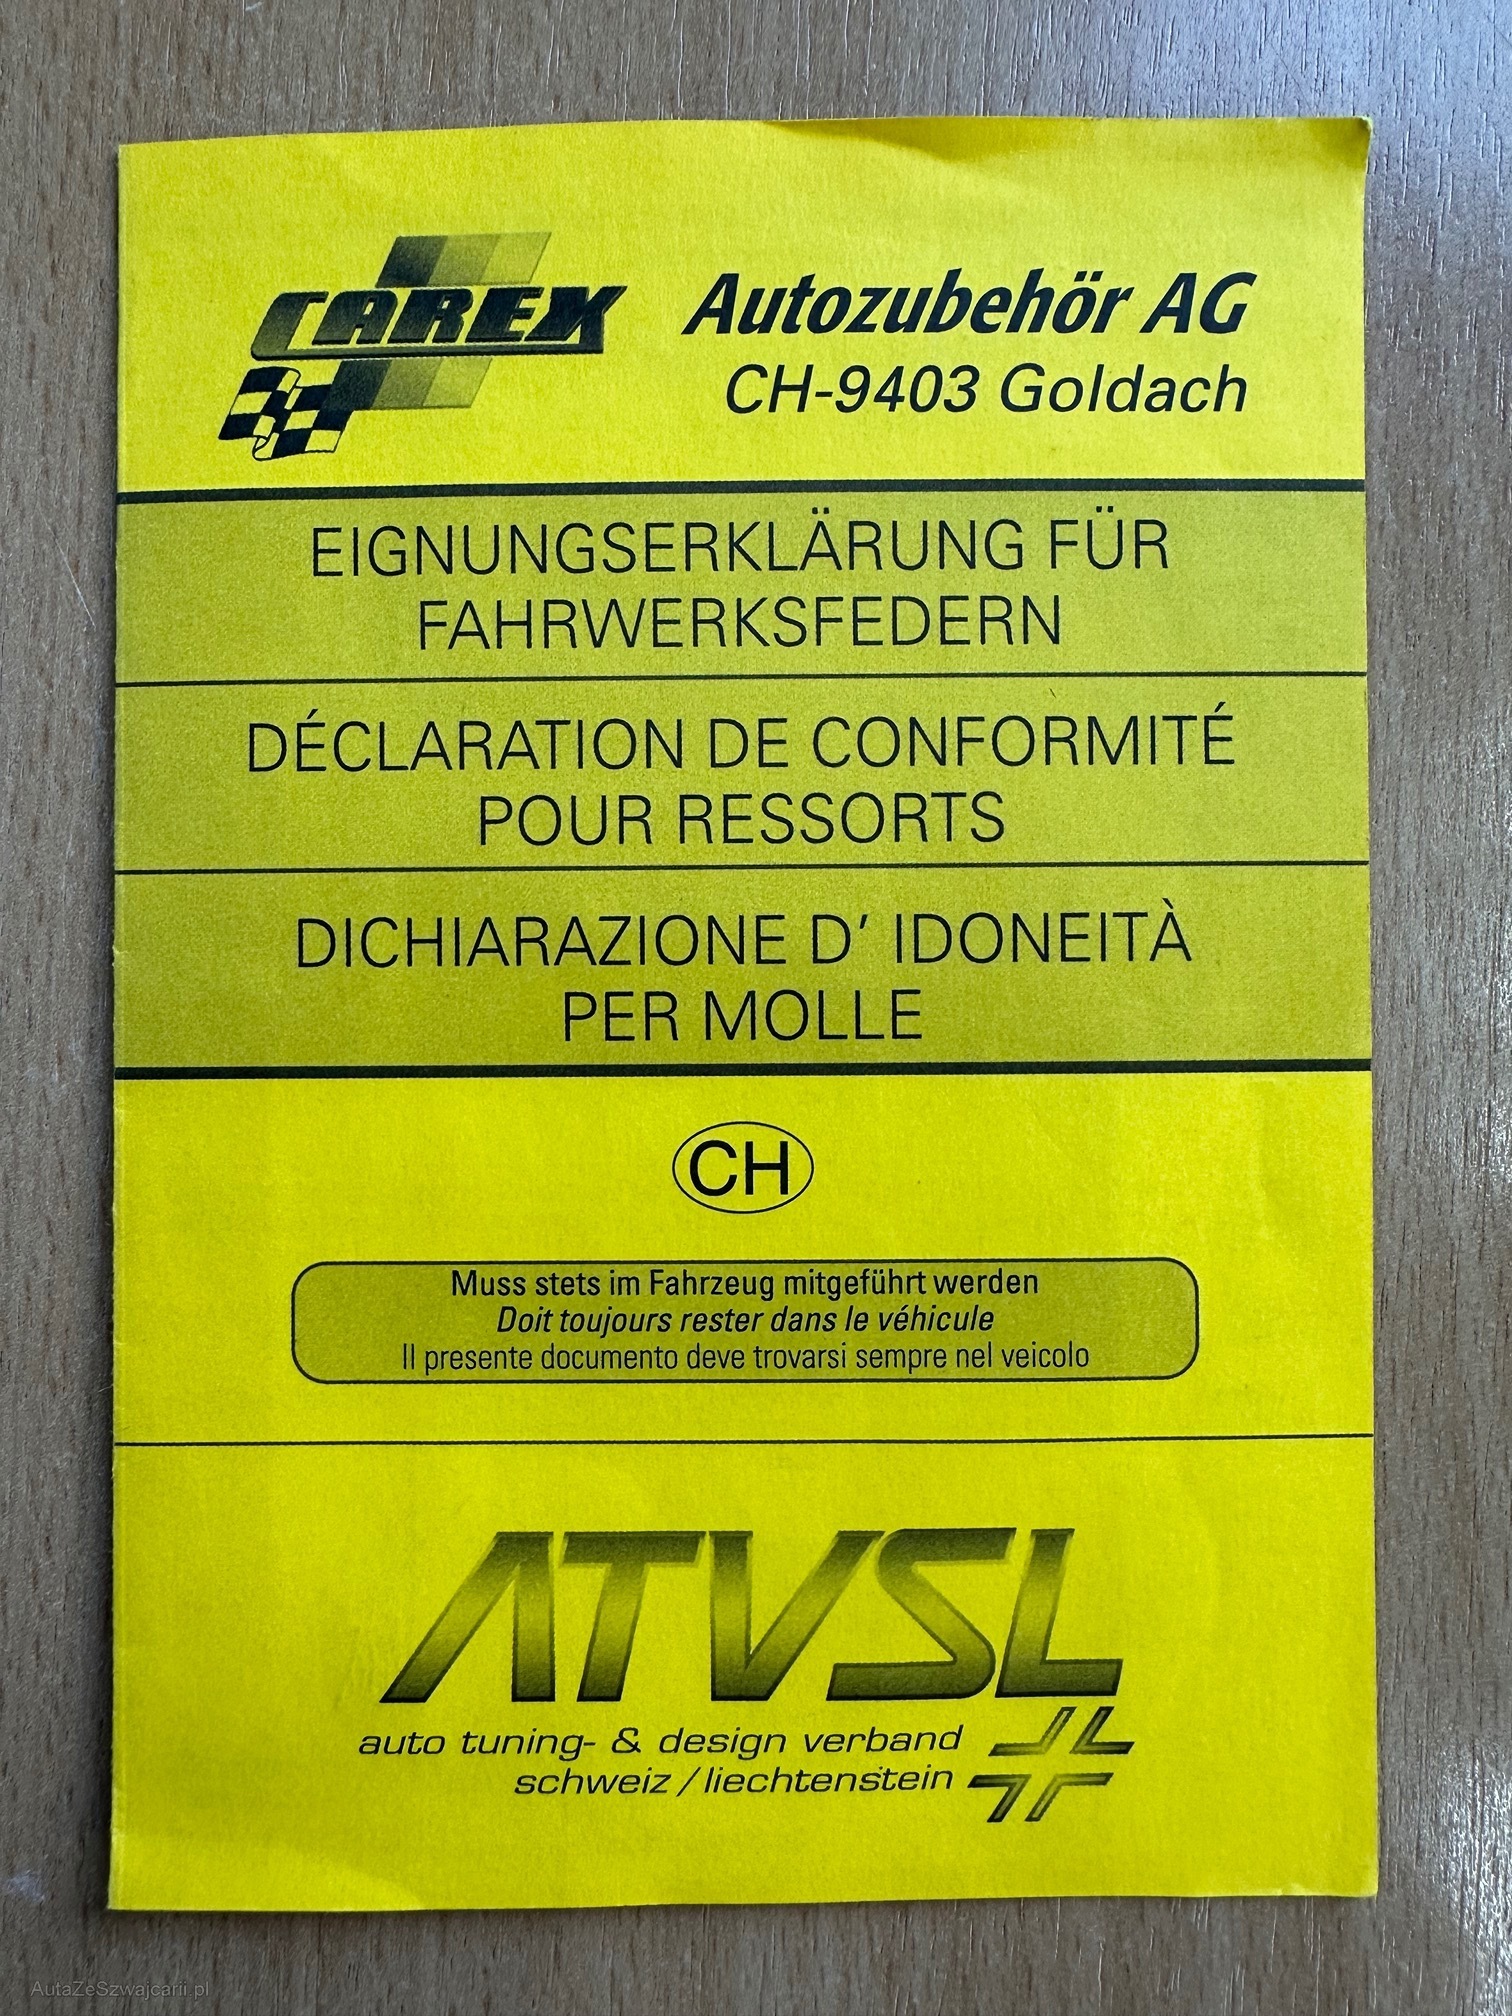 CAREX
Autozubehör AG
CH-9403 Goldach
EIGNUNGSERKLÄRUNG FÜR
FAHRWERKSFEDERN
DÉCLARATION DE CONFORMITÉ
POUR RESSORTS
DICHIARAZIONE D' IDONEITÀ
PER MOLLE
CH
Muss stets im Fahrzeug mitgeführt werden
Doit toujours rester dans le véhicule
Il presente documento deve trovarsi sempre nel veicolo
ATVSL
auto tuning- & design verband
schweiz / liechtenstein
AutaZeSzwajcarii.pl